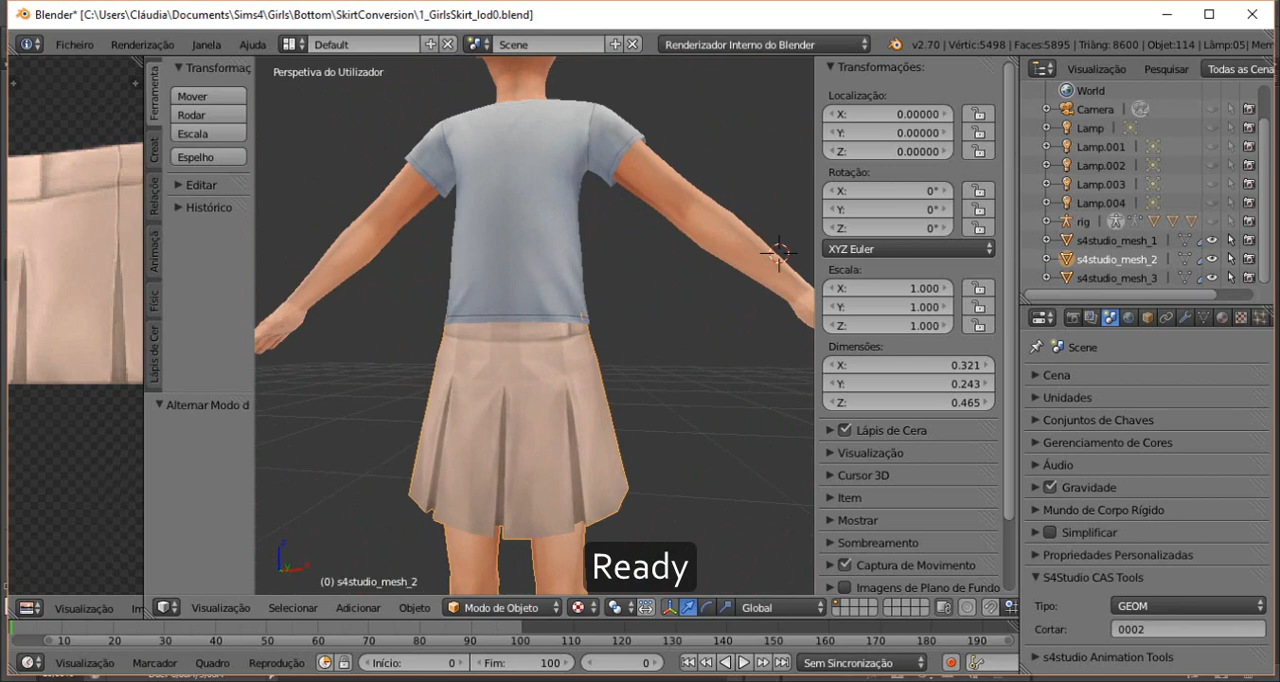 Blender* [C:\Users\Cláudia\Documents\Sims4\Girls\Bottom\SkirtConversion\1_GirlsSkirt_lod0.blend]
Ficheiro Renderização Janela Ajuda Default Scene Renderizador Interno do Blender v2.70 | Vértic:5498 | Faces:5895 | Triâng: 8600 | Objet:114 | Lâmp:05| Mem
Perspetiva do Utilizador
Ferramenta
Creat
Relaçõe
Animaçã
Físic
Lápis de Cer
Transformaç
Mover
Rodar
Escala
Espelho
Editar
Histórico
Alternar Modo d
(0) s4studio_mesh_2
Ready
Transformações:
Localização:
X: 0.00000
Y: 0.00000
Z: 0.00000
Rotação:
X: 0°
Y: 0°
Z: 0°
XYZ Euler
Escala:
X: 1.000
Y: 1.000
Z: 1.000
Dimensões:
X: 0.321
Y: 0.243
Z: 0.465
Lápis de Cera
Visualização
Cursor 3D
Item
Mostrar
Sombreamento
Captura de Movimento
Imagens de Plano de Fundo
Visualização Pesquisar Todas as Cena
World
Camera
Lamp
Lamp.001
Lamp.002
Lamp.003
Lamp.004
rig
s4studio_mesh_1
s4studio_mesh_2
s4studio_mesh_3
Scene
Cena
Unidades
Conjuntos de Chaves
Gerenciamento de Cores
Áudio
Gravidade
Mundo de Corpo Rígido
Simplificar
Propriedades Personalizadas
S4Studio CAS Tools
Tipo: GEOM
Cortar: 0002
s4studio Animation Tools
Visualização Im Visualização Selecionar Adicionar Objeto Modo de Objeto Global
10 20 30 40 50 60 70 80 90 100 110 120 130 140 150 160 170 180 190
Visualização Marcador Quadro Reprodução Início: 0 Fim: 100 0 Sem Sincronização